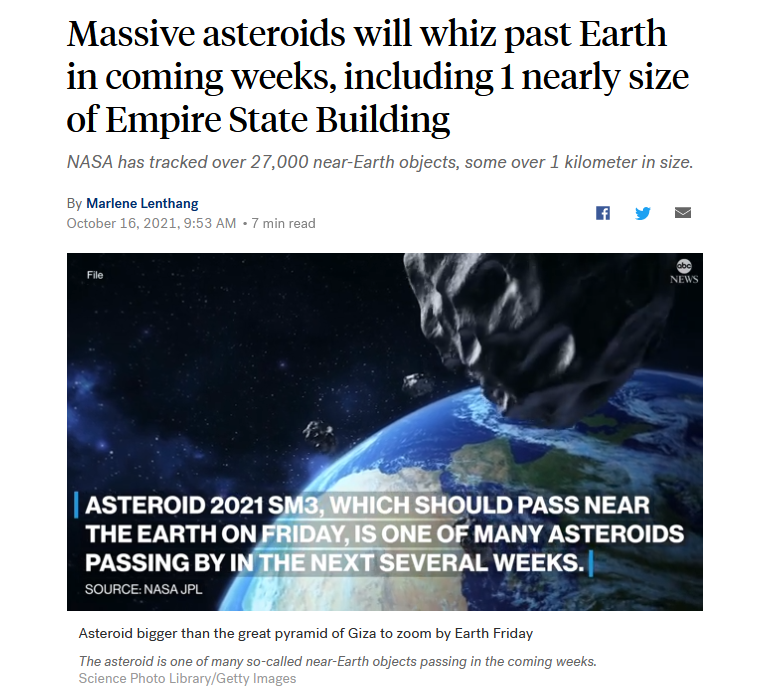 Massive asteroids will whiz past Earth
in coming weeks, including 1 nearly size
of Empire State Building
NASA has tracked over 27,000 near-Earth objects, some over 1 kilometer in size.
By Marlene Lenthang
October 16, 2021, 9:53 AM • 7 min read
File
abc
NEWS
ASTEROID 2021 SM3, WHICH SHOULD PASS NEAR
THE EARTH ON FRIDAY, IS ONE OF MANY ASTEROIDS
PASSING BY IN THE NEXT SEVERAL WEEKS.
SOURCE: NASA JPL
Asteroid bigger than the great pyramid of Giza to zoom by Earth Friday
The asteroid is one of many so-called near-Earth objects passing in the coming weeks.
Science Photo Library/Getty Images